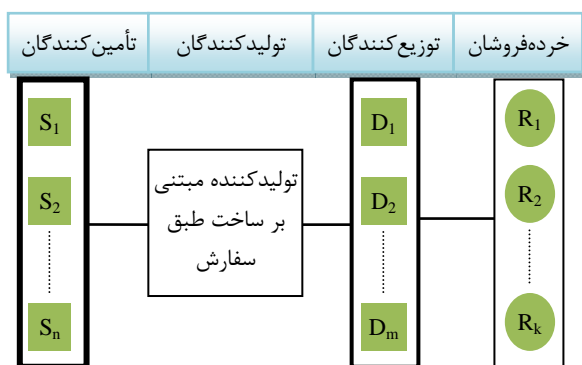 خرده‌فروشان
توزیع‌کنندگان
تولیدکنندگان
تأمین‌کنندگان
R1
R2
Rk
D1
D2
Dm
تولیدکننده مبتنی
بر ساخت طبق
سفارش
S1
S2
Sn